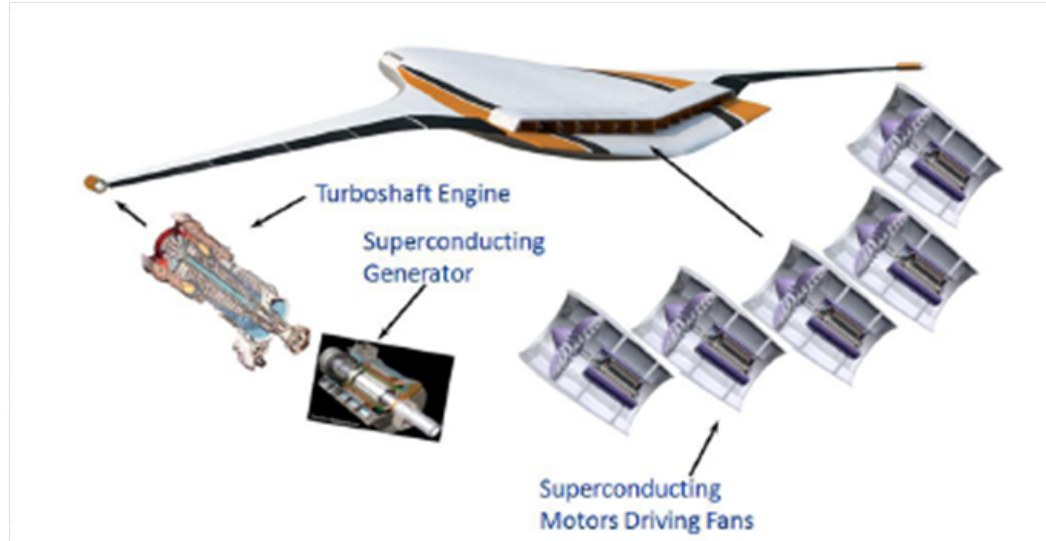 Turboshaft Engine
Superconducting
Generator
Superconducting
Motors Driving Fans